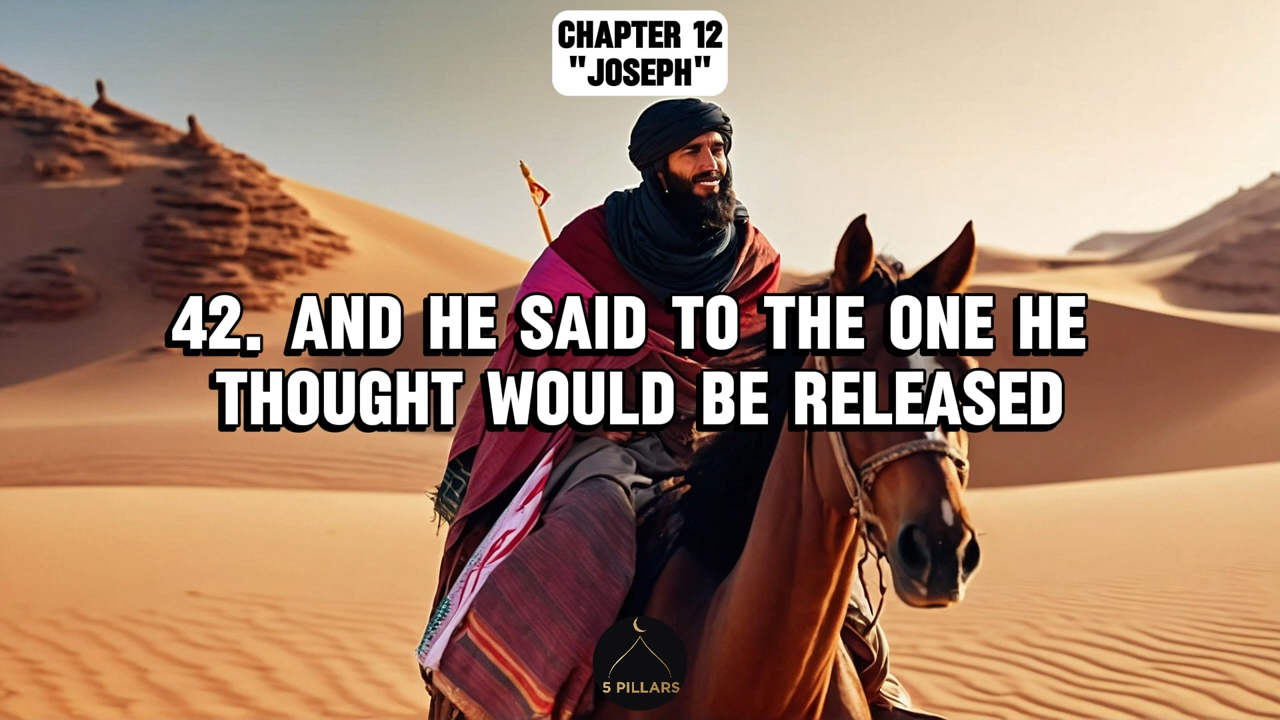 CHAPTER 12
"JOSEPH"
42. AND HE SAID TO THE ONE HE
THOUGHT WOULD BE RELEASED
5 PILLARS